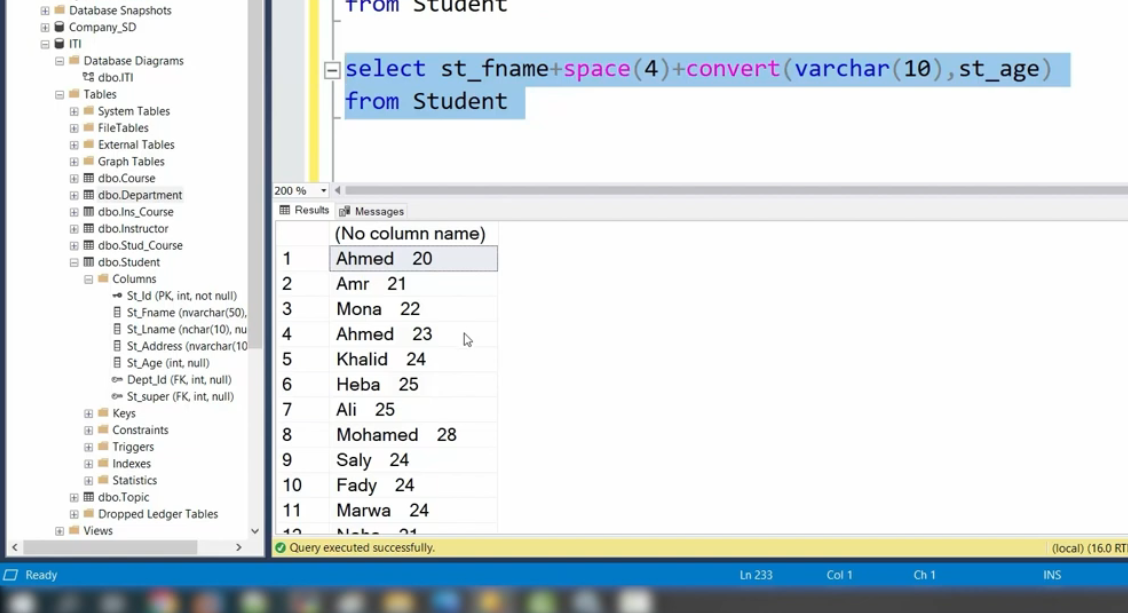 Database Snapshots
Company_SD
ITI
Database Diagrams
dbo.ITI
Tables
System Tables
FileTables
External Tables
Graph Tables
dbo.Course
dbo.Department
dbo.Ins_Course
dbo.Instructor
dbo.Stud_Course
dbo.Student
Columns
St_Id (PK, int, not null)
St_Fname (nvarchar(50),
St_Lname (nchar(10), nu
St_Address (nvarchar(10
St_Age (int, null)
Dept_Id (FK, int, null)
St_super (FK, int, null)
Keys
Constraints
Triggers
Indexes
Statistics
dbo.Topic
Dropped Ledger Tables
Views
from Student
select st_fname+space(4)+convert(varchar(10),st_age)
from Student
200 %
Results Messages
(No column name)
1 Ahmed 20
2 Amr 21
3 Mona 22
4 Ahmed 23
5 Khalid 24
6 Heba 25
7 Ali 25
8 Mohamed 28
9 Saly 24
10 Fady 24
11 Marwa 24
Query executed successfully. (local) (16.0 RT
Ready Ln 233 Col 1 Ch 1 INS